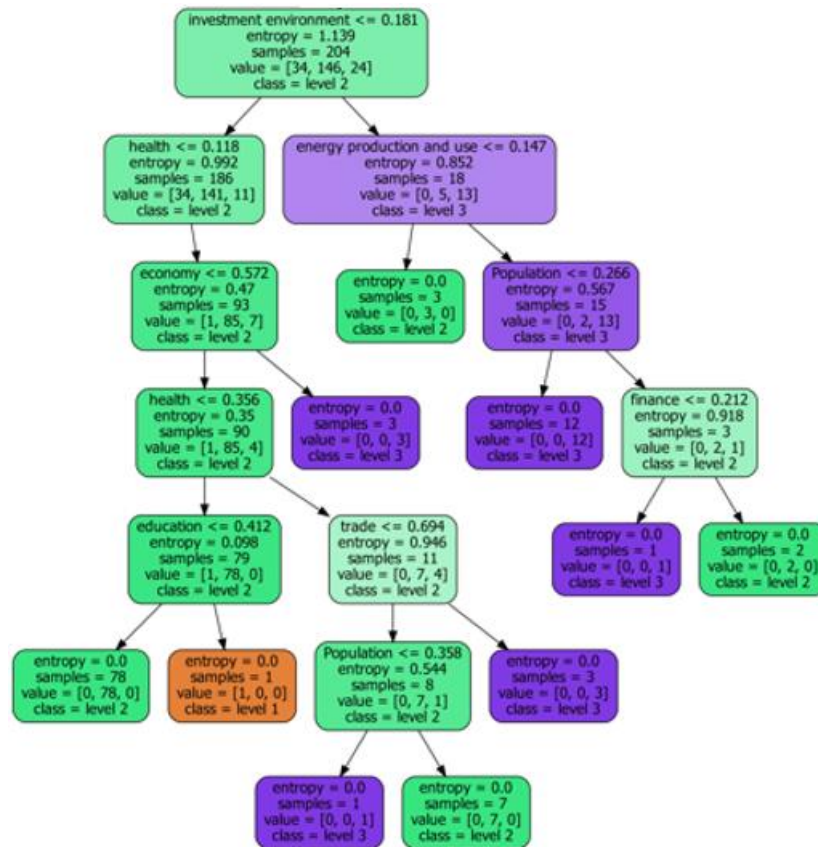 investment environment <= 0.181
entropy = 1.139
samples = 204
value = [34, 146, 24]
class = level 2
health <= 0.118
entropy = 0.992
samples = 186
value = [34, 141, 11]
class = level 2
energy production and use <= 0.147
entropy = 0.852
samples = 18
value = [0, 5, 13]
class = level 3
economy <= 0.572
entropy = 0.47
samples = 93
value = [1, 85, 7]
class = level 2
entropy = 0.0
samples = 3
value = [0, 3, 0]
class = level 2
Population <= 0.266
entropy = 0.567
samples = 15
value = [0, 2, 13]
class = level 3
health <= 0.356
entropy = 0.35
samples = 90
value = [1, 85, 4]
class = level 2
entropy = 0.0
samples = 3
value = [0, 0, 3]
class = level 3
entropy = 0.0
samples = 12
value = [0, 0, 12]
class = level 3
finance <= 0.212
entropy = 0.918
samples = 3
value = [0, 2, 1]
class = level 2
education <= 0.412
entropy = 0.098
samples = 79
value = [1, 78, 0]
class = level 2
trade <= 0.694
entropy = 0.946
samples = 11
value = [0, 7, 4]
class = level 2
entropy = 0.0
samples = 1
value = [0, 0, 1]
class = level 3
entropy = 0.0
samples = 2
value = [0, 2, 0]
class = level 2
entropy = 0.0
samples = 78
value = [0, 78, 0]
class = level 2
entropy = 0.0
samples = 1
value = [1, 0, 0]
class = level 1
Population <= 0.358
entropy = 0.544
samples = 8
value = [0, 7, 1]
class = level 2
entropy = 0.0
samples = 3
value = [0, 0, 3]
class = level 3
entropy = 0.0
samples = 1
value = [0, 0, 1]
class = level 3
entropy = 0.0
samples = 7
value = [0, 7, 0]
class = level 2